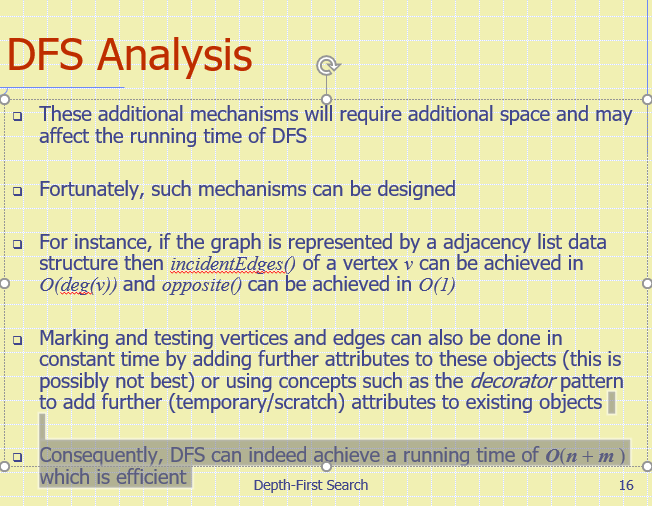 DFS Analysis
These additional mechanisms will require additional space and may
affect the running time of DFS
Fortunately, such mechanisms can be designed
For instance, if the graph is represented by a adjacency list data
structure then incidentEdges() of a vertex v can be achieved in
O(deg(v)) and opposite() can be achieved in O(1)
Marking and testing vertices and edges can also be done in
constant time by adding further attributes to these objects (this is
possibly not best) or using concepts such as the decorator pattern
to add further (temporary/scratch) attributes to existing objects
Consequently, DFS can indeed achieve a running time of O(n + m )
which is efficient
Depth-First Search
16